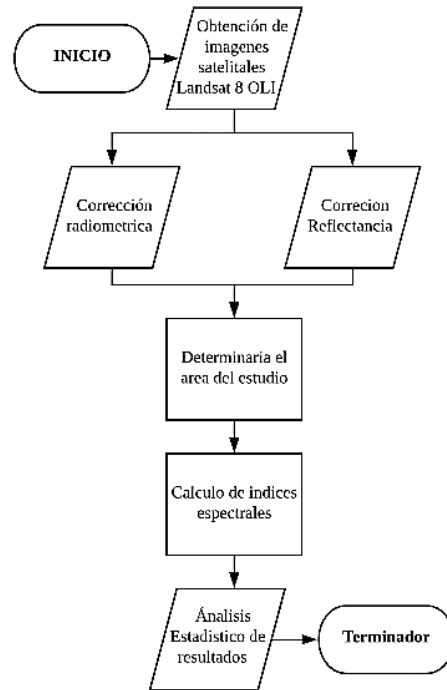 INICIO
Obtención de
imagenes
satelitales
Landsat 8 OLI
Corrección
radiometrica
Correcion
Reflectancia
Determinaria el
area del estudio
Calculo de indices
espectrales
Ánalisis
Estadistico de
resultados
Terminador